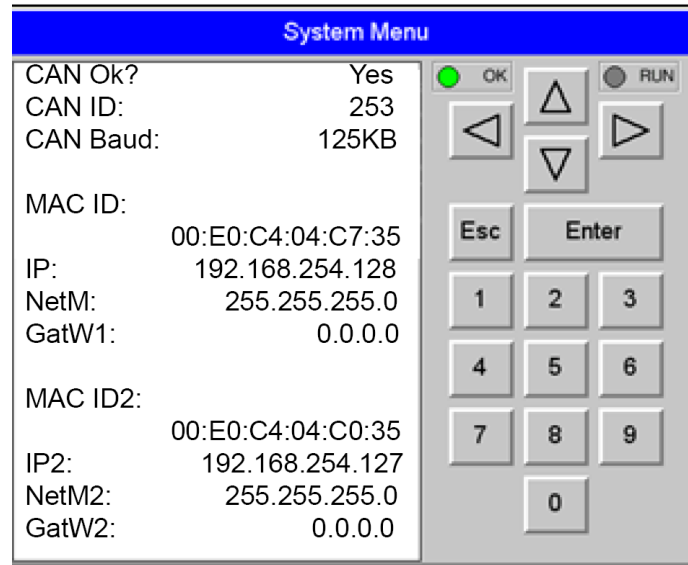 System Menu
CAN Ok? Yes
CAN ID: 253
CAN Baud: 125KB
MAC ID:
00:E0:C4:04:C7:35
IP: 192.168.254.128
NetM: 255.255.255.0
GatW1: 0.0.0.0
MAC ID2:
00:E0:C4:04:C0:35
IP2: 192.168.254.127
NetM2: 255.255.255.0
GatW2: 0.0.0.0
OK RUN
Esc Enter
1 2 3
4 5 6
7 8 9
0